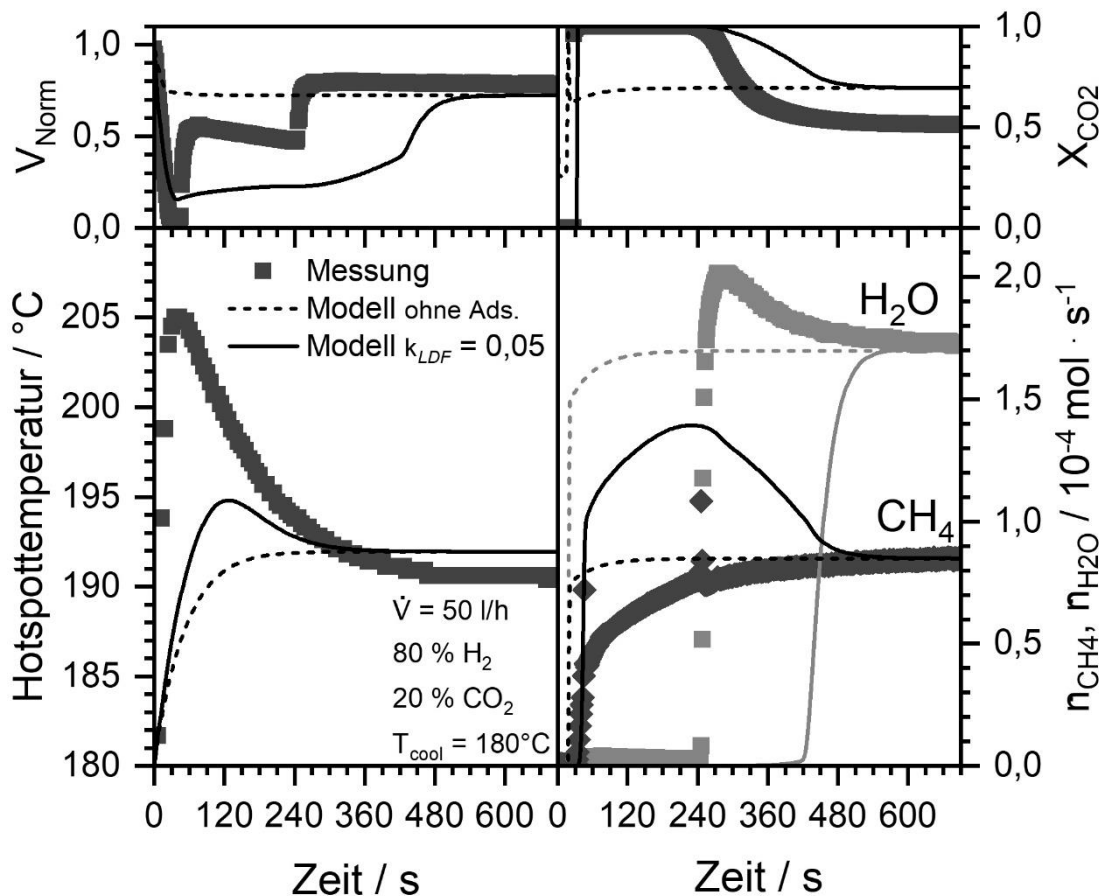 V_Norm
1,0
0,5
0,0
1,0
0,5
0,0
X_CO2
Hotspottemperatur / °C
205
200
195
190
185
180
Messung
Modell ohne Ads.
Modell k_LDF = 0,05
V̇ = 50 l/h
80 % H₂
20 % CO₂
T_cool = 180°C
H₂O
CH₄
2,0
1,5
1,0
0,5
0,0
n_CH4, n_H2O / 10⁻⁴ mol · s⁻¹
0 120 240 360 480 600
0 120 240 360 480 600
Zeit / s
Zeit / s